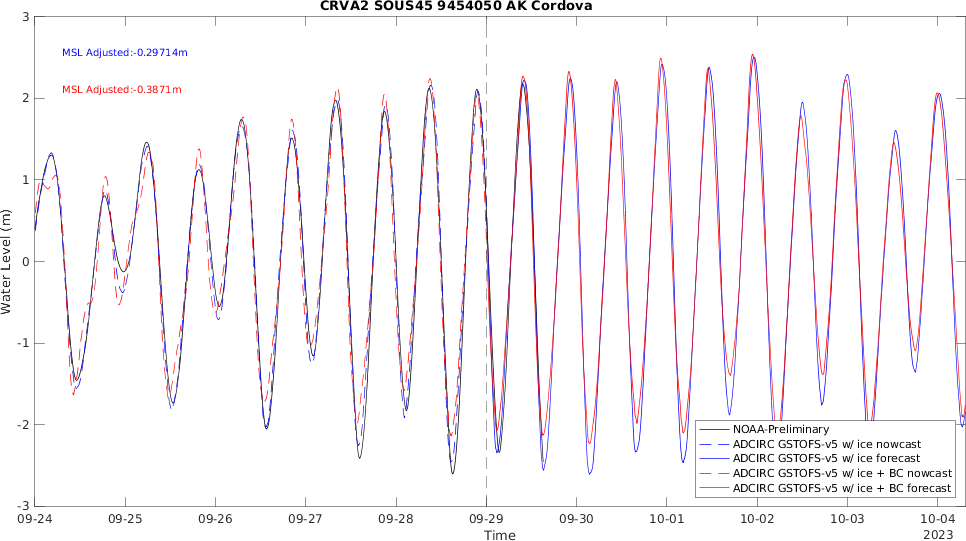 CRVA2 SOUS45 9454050 AK Cordova
MSL Adjusted:-0.29714m
MSL Adjusted:-0.3871m
Water Level (m)
3
2
1
0
-1
-2
-3
NOAA-Preliminary
ADCIRC GSTOFS-v5 w/ ice nowcast
ADCIRC GSTOFS-v5 w/ ice forecast
ADCIRC GSTOFS-v5 w/ ice + BC nowcast
ADCIRC GSTOFS-v5 w/ ice + BC forecast
09-24 09-25 09-26 09-27 09-28 09-29 09-30 10-01 10-02 10-03 10-04
Time
2023